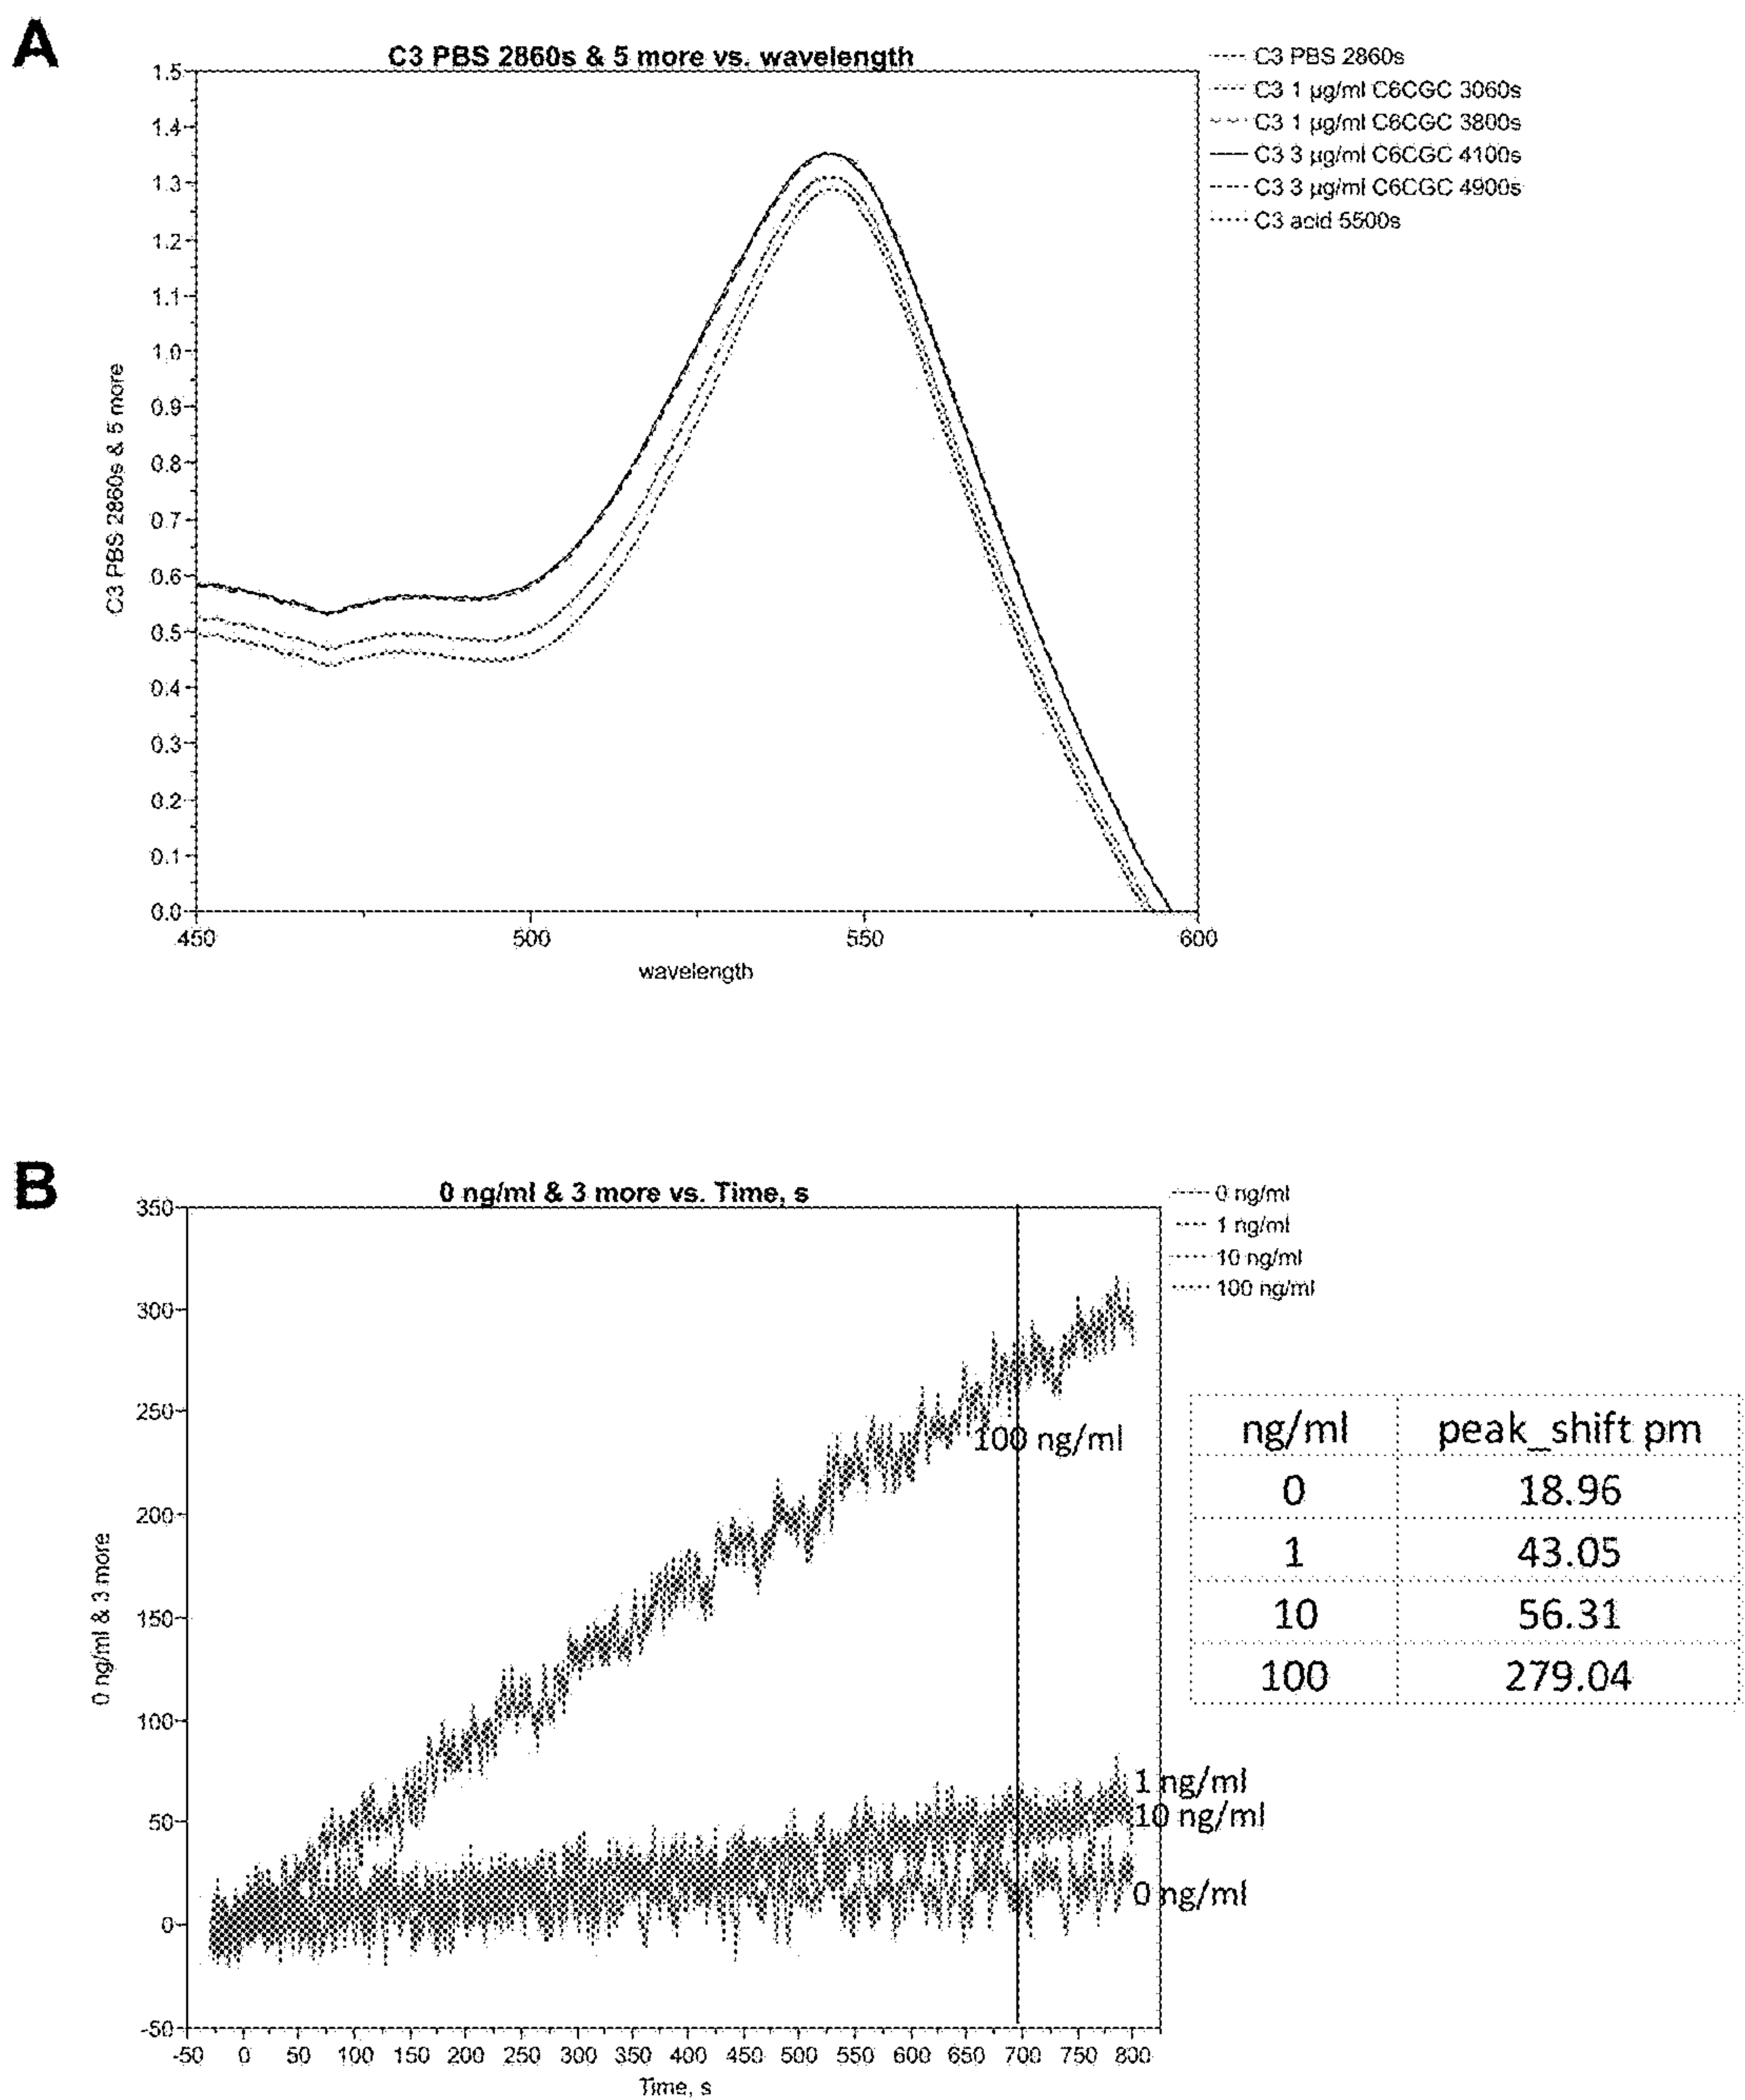 A
C3 PBS 2860s & 5 more vs. wavelength
C3 PBS 2860s
C3 1 µg/ml C6CGC 3060s
C3 1 µg/ml C6CGC 3800s
C3 3 µg/ml C6CGC 4100s
C3 3 µg/ml C6CGC 4900s
C3 acid 5500s
C3 PBS 2860s & 5 more
1.5
1.4
1.3
1.2
1.1
1.0
0.9
0.8
0.7
0.6
0.5
0.4
0.3
0.2
0.1
0.0
450 500 550 600
wavelength
B
0 ng/ml & 3 more vs. Time, s
0 ng/ml
1 ng/ml
10 ng/ml
100 ng/ml
0 ng/ml & 3 more
350
300
250
200
150
100
50
0
-50
100 ng/ml
1 ng/ml
10 ng/ml
0 ng/ml
-50 0 50 100 150 200 250 300 350 400 450 500 550 600 650 700 750 800
Time, s
ng/ml peak_shift pm
0 18.96
1 43.05
10 56.31
100 279.04